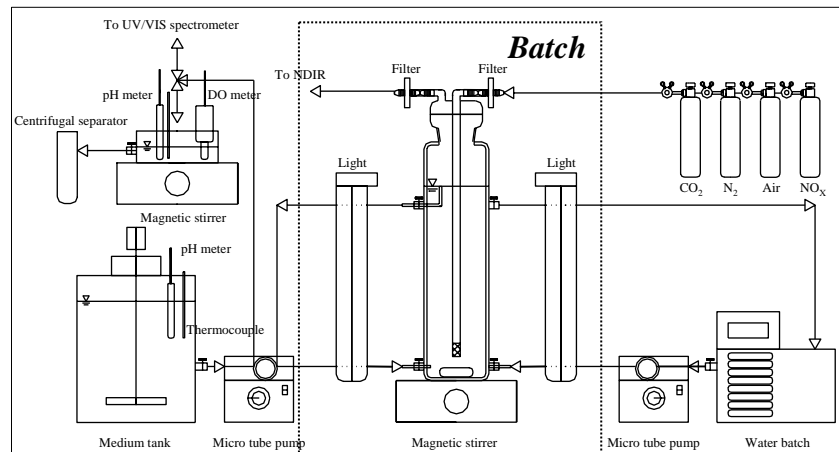 To UV/VIS spectrometer
Batch
To NDIR
Filter
Filter
pH meter
DO meter
Centrifugal separator
Light
Light
CO₂
N₂
Air
NOX
Magnetic stirrer
pH meter
Thermocouple
Medium tank
Micro tube pump
Magnetic stirrer
Micro tube pump
Water batch